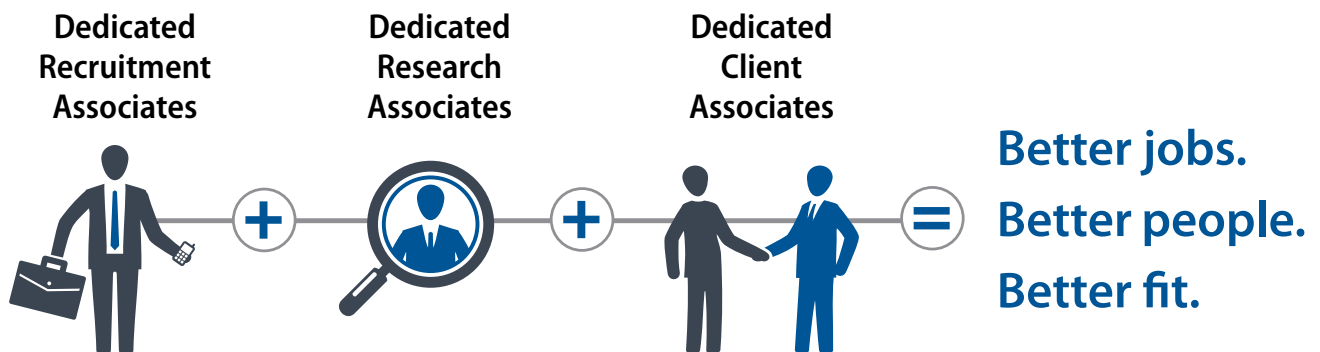 Dedicated
Recruitment
Associates
Dedicated
Research
Associates
Dedicated
Client
Associates
+
+
=
Better jobs.
Better people.
Better fit.